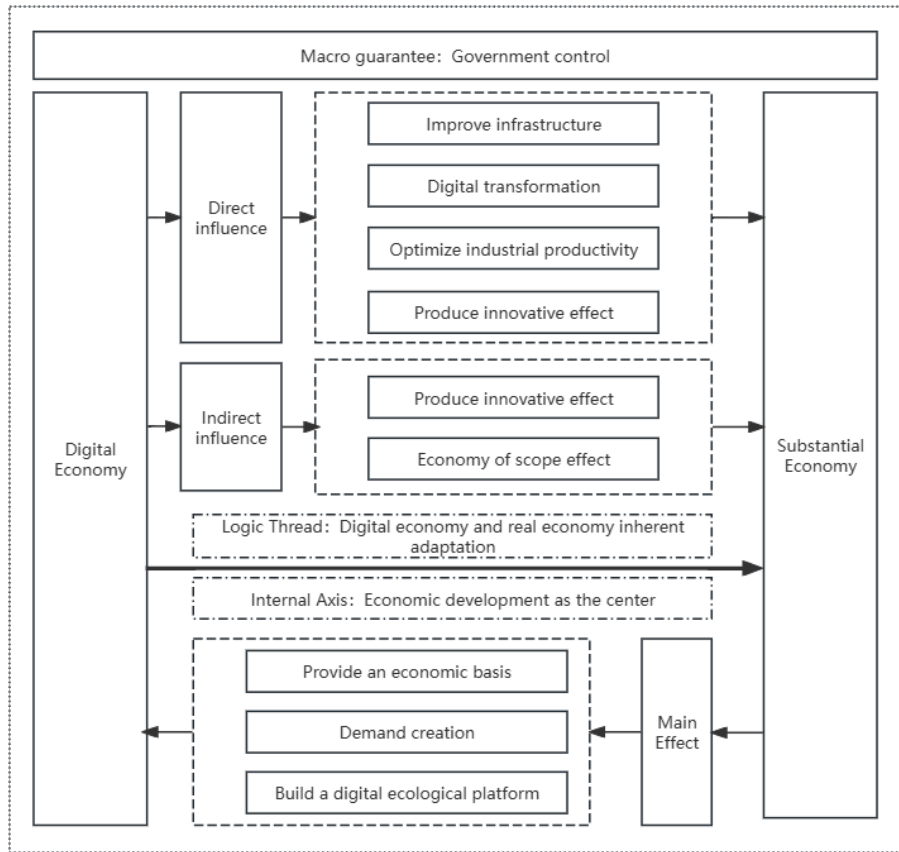 Macro guarantee: Government control
Digital
Economy
Direct
influence
Improve infrastructure
Digital transformation
Optimize industrial productivity
Produce innovative effect
Indirect
influence
Produce innovative effect
Economy of scope effect
Substantial
Economy
Logic Thread: Digital economy and real economy inherent
adaptation
Internal Axis: Economic development as the center
Provide an economic basis
Demand creation
Build a digital ecological platform
Main
Effect